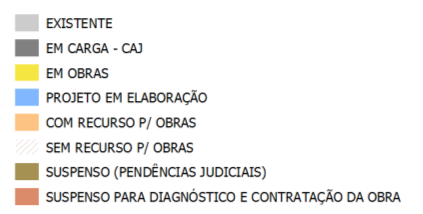 EXISTENTE
EM CARGA - CAJ
EM OBRAS
PROJETO EM ELABORAÇÃO
COM RECURSO P/ OBRAS
SEM RECURSO P/ OBRAS
SUSPENSO (PENDÊNCIAS JUDICIAIS)
SUSPENSO PARA DIAGNÓSTICO E CONTRATAÇÃO DA OBRA